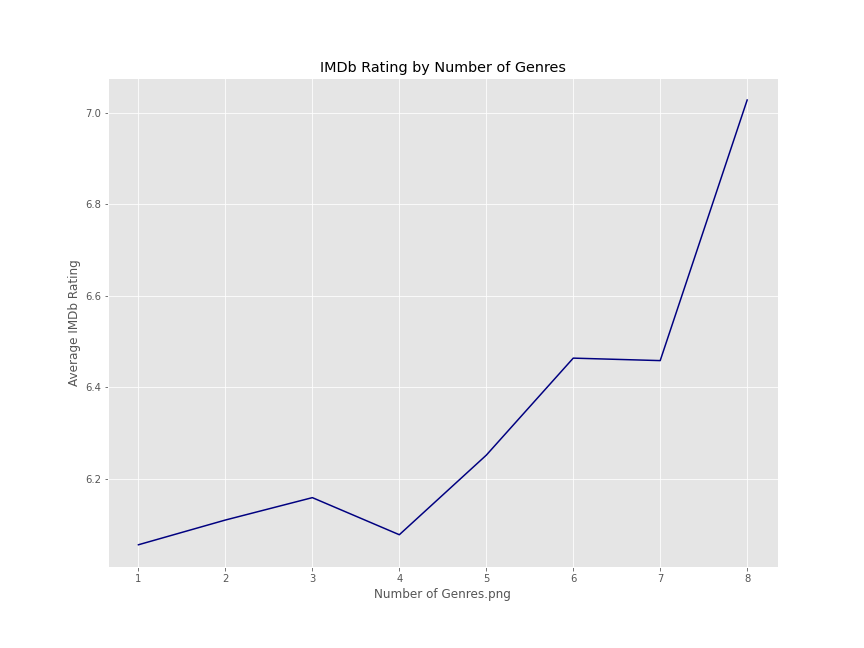 IMDb Rating by Number of Genres
7.0
6.8
6.6
6.4
6.2
Average IMDb Rating
1 2 3 4 5 6 7 8
Number of Genres.png